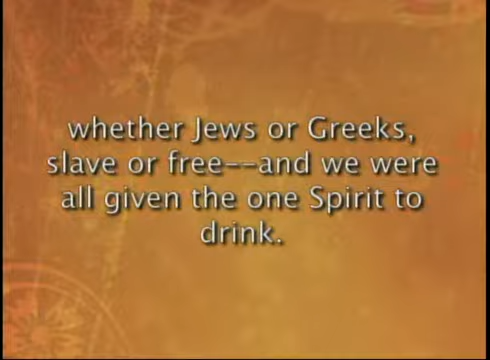 whether Jews or Greeks,
slave or free--and we were
all given the one Spirit to
drink.